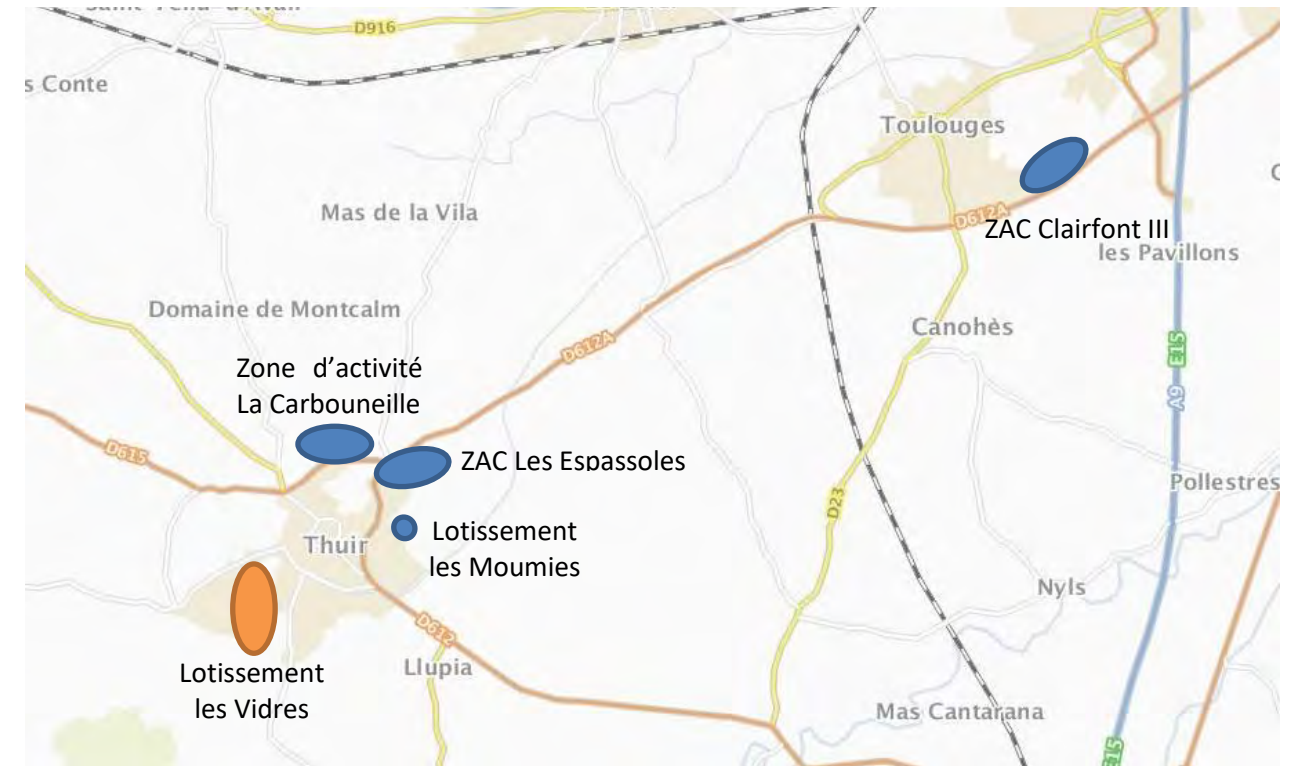 D916
s Conte
Toulouges
Mas de la Vila
D612A
ZAC Clairfont III
les Pavillons
Domaine de Montcalm
Canohès
D612A
E15
Zone d'activité
La Carbouneille
A9
D615
ZAC Les Espassoles
Pollestres
D23
Lotissement
les Moumies
Thuir
Nyls
D612
Lotissement
les Vidres
Llupia
Mas Cantarana
E15